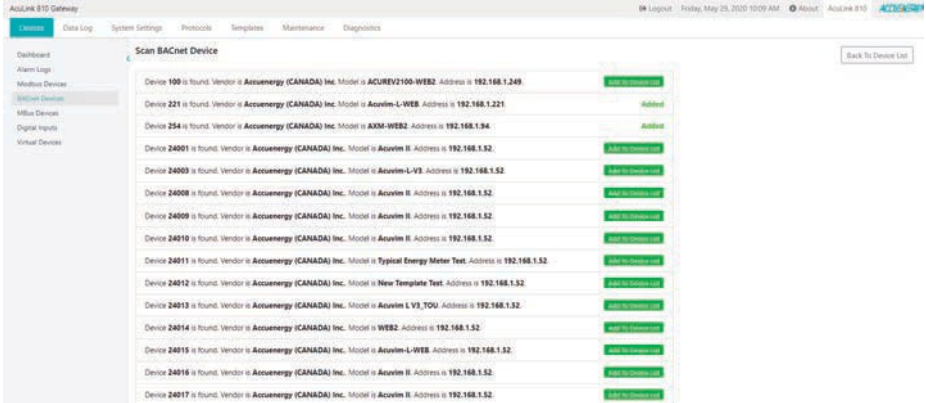 AcuLink 810 Gateway
Logout Friday, May 29, 2020 10:09 AM About AcuLink 810
Devices Data Log System Settings Protocols Templates Maintenance Diagnostics
Dashboard
Alarm Logs
Modbus Devices
BACnet Devices
MBus Devices
Digital Inputs
Virtual Devices
Scan BACnet Device
Back To Device List
Device 100 is found. Vendor is Accuenergy (CANADA) Inc. Model is ACUREV2100-WEB2. Address is 192.168.1.249. Add To Device List
Device 221 is found. Vendor is Accuenergy (CANADA) Inc. Model is Acuvim-L-WEB. Address is 192.168.1.221. Added
Device 254 is found. Vendor is Accuenergy (CANADA) Inc. Model is AXM-WEB2. Address is 192.168.1.94. Added
Device 24001 is found. Vendor is Accuenergy (CANADA) Inc.. Model is Acuvim II. Address is 192.168.1.52. Add To Device List
Device 24003 is found. Vendor is Accuenergy (CANADA) Inc.. Model is Acuvim-L-V3. Address is 192.168.1.52. Add To Device List
Device 24008 is found. Vendor is Accuenergy (CANADA) Inc.. Model is Acuvim II. Address is 192.168.1.52. Add To Device List
Device 24009 is found. Vendor is Accuenergy (CANADA) Inc.. Model is Acuvim II. Address is 192.168.1.52. Add To Device List
Device 24010 is found. Vendor is Accuenergy (CANADA) Inc.. Model is Acuvim II. Address is 192.168.1.52. Add To Device List
Device 24011 is found. Vendor is Accuenergy (CANADA) Inc.. Model is Typical Energy Meter Test. Address is 192.168.1.52. Add To Device List
Device 24012 is found. Vendor is Accuenergy (CANADA) Inc.. Model is New Template Test. Address is 192.168.1.52. Add To Device List
Device 24013 is found. Vendor is Accuenergy (CANADA) Inc.. Model is Acuvim L V3_TOU. Address is 192.168.1.52. Add To Device List
Device 24014 is found. Vendor is Accuenergy (CANADA) Inc.. Model is WEB2. Address is 192.168.1.52. Add To Device List
Device 24015 is found. Vendor is Accuenergy (CANADA) Inc.. Model is Acuvim-L-WEB. Address is 192.168.1.52. Add To Device List
Device 24016 is found. Vendor is Accuenergy (CANADA) Inc.. Model is Acuvim II. Address is 192.168.1.52. Add To Device List
Device 24017 is found. Vendor is Accuenergy (CANADA) Inc.. Model is Acuvim II. Address is 192.168.1.52. Add To Device List